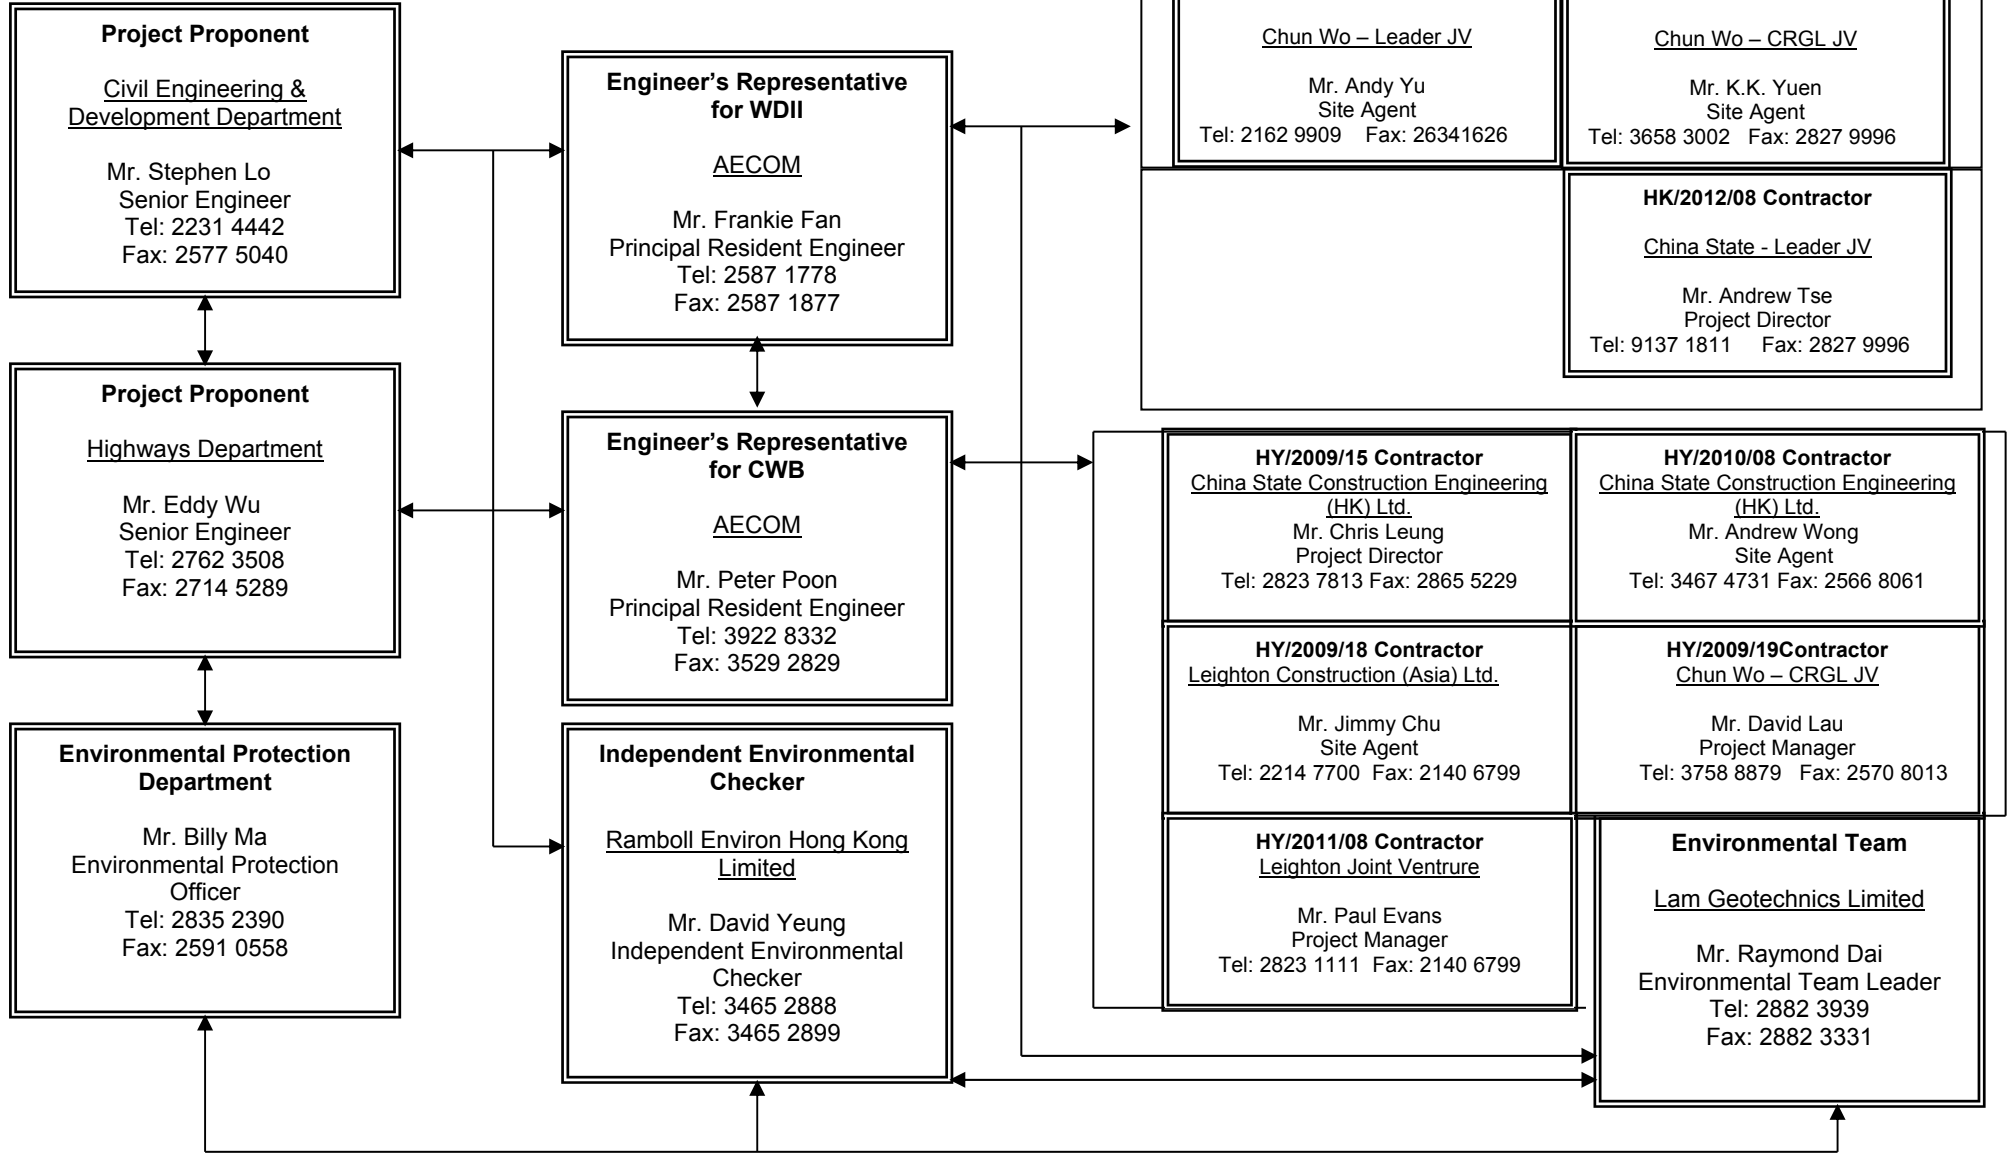 Project Proponent
Civil Engineering &
Development Department
Mr. Stephen Lo
Senior Engineer
Tel: 2231 4442
Fax: 2577 5040
Project Proponent
Highways Department
Mr. Eddy Wu
Senior Engineer
Tel: 2762 3508
Fax: 2714 5289
Environmental Protection
Department
Mr. Billy Ma
Environmental Protection
Officer
Tel: 2835 2390
Fax: 2591 0558
Engineer’s Representative
for WDII
AECOM
Mr. Frankie Fan
Principal Resident Engineer
Tel: 2587 1778
Fax: 2587 1877
Engineer’s Representative
for CWB
AECOM
Mr. Peter Poon
Principal Resident Engineer
Tel: 3922 8332
Fax: 3529 2829
Independent Environmental
Checker
Ramboll Environ Hong Kong
Limited
Mr. David Yeung
Independent Environmental
Checker
Tel: 3465 2888
Fax: 3465 2899
Chun Wo – Leader JV
Mr. Andy Yu
Site Agent
Tel: 2162 9909 Fax: 26341626
Chun Wo – CRGL JV
Mr. K.K. Yuen
Site Agent
Tel: 3658 3002 Fax: 2827 9996
HK/2012/08 Contractor
China State - Leader JV
Mr. Andrew Tse
Project Director
Tel: 9137 1811 Fax: 2827 9996
HY/2009/15 Contractor
China State Construction Engineering
(HK) Ltd.
Mr. Chris Leung
Project Director
Tel: 2823 7813 Fax: 2865 5229
HY/2010/08 Contractor
China State Construction Engineering
(HK) Ltd.
Mr. Andrew Wong
Site Agent
Tel: 3467 4731 Fax: 2566 8061
HY/2009/18 Contractor
Leighton Construction (Asia) Ltd.
Mr. Jimmy Chu
Site Agent
Tel: 2214 7700 Fax: 2140 6799
HY/2009/19Contractor
Chun Wo – CRGL JV
Mr. David Lau
Project Manager
Tel: 3758 8879 Fax: 2570 8013
HY/2011/08 Contractor
Leighton Joint Ventrure
Mr. Paul Evans
Project Manager
Tel: 2823 1111 Fax: 2140 6799
Environmental Team
Lam Geotechnics Limited
Mr. Raymond Dai
Environmental Team Leader
Tel: 2882 3939
Fax: 2882 3331